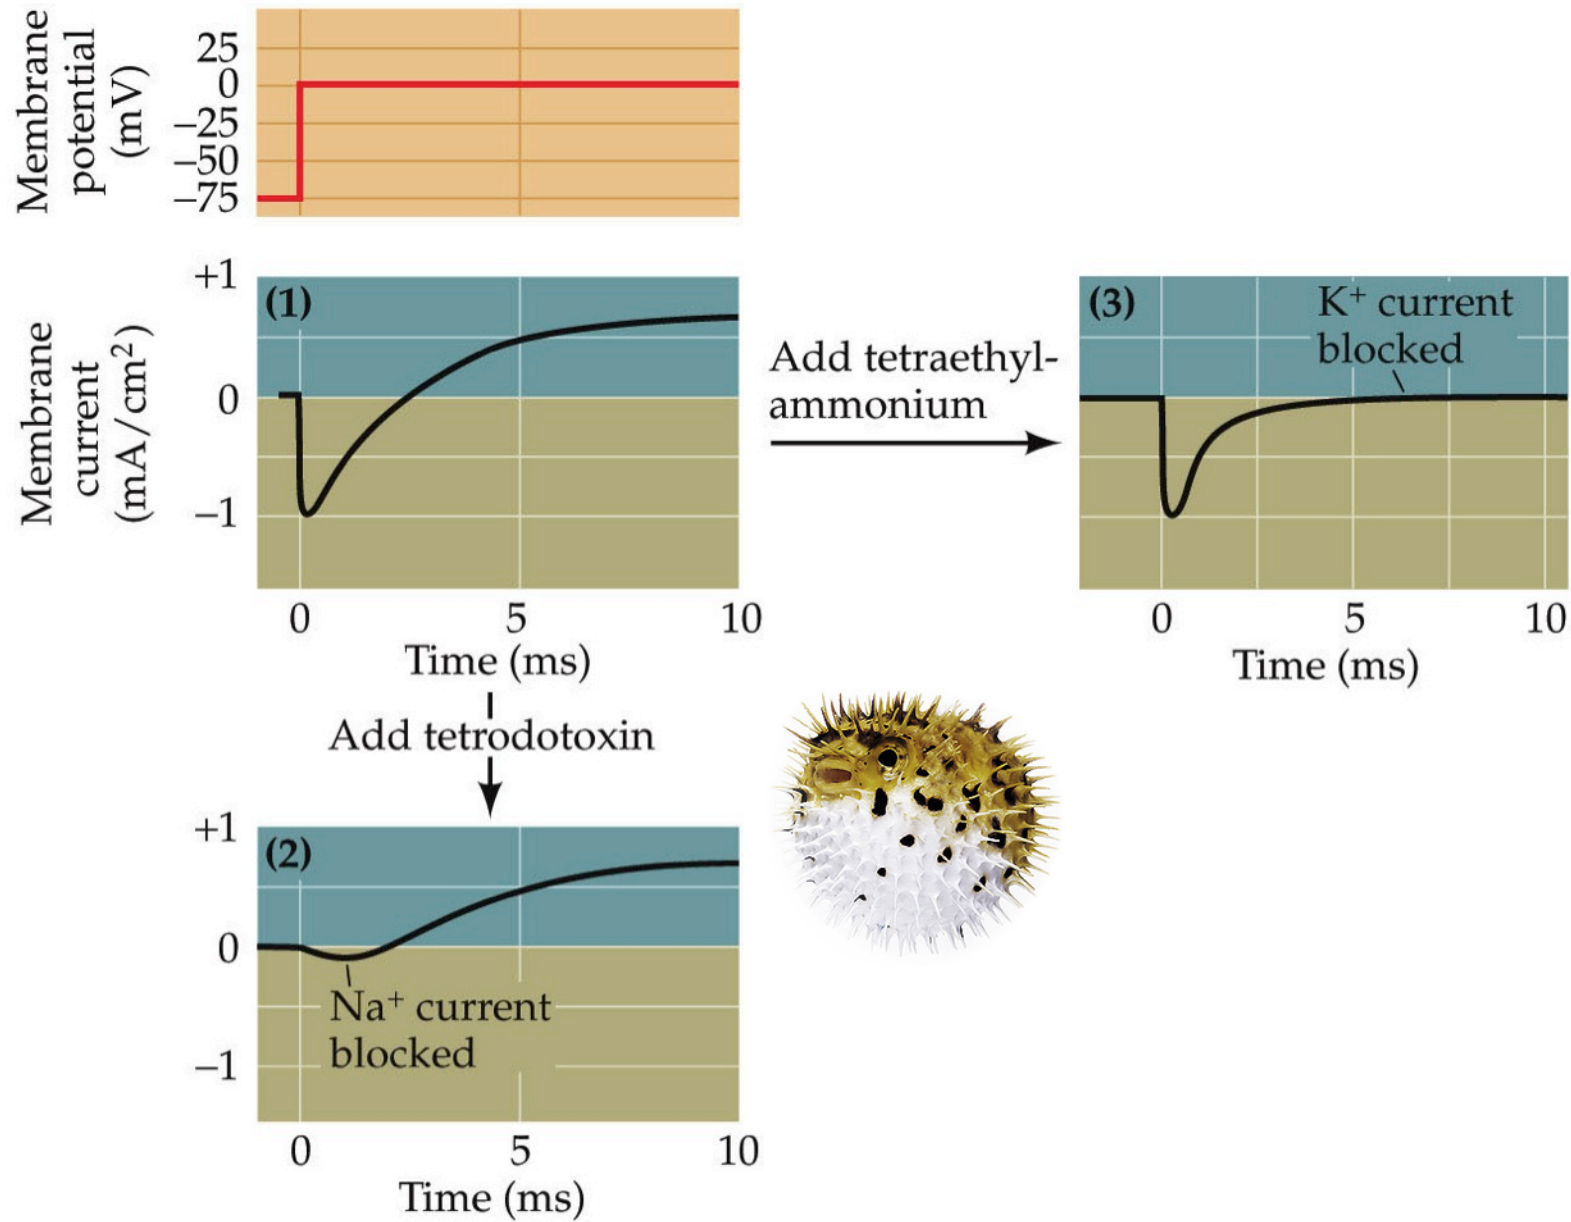 Membrane
potential
(mV)
25
0
−25
−50
−75
Membrane
current
(mA/cm²)
+1
0
−1
(1)
0 5 10
Time (ms)
Add tetraethyl-
ammonium
(3)
K⁺ current
blocked
0 5 10
Time (ms)
Add tetrodotoxin
+1
0
−1
(2)
Na⁺ current
blocked
0 5 10
Time (ms)